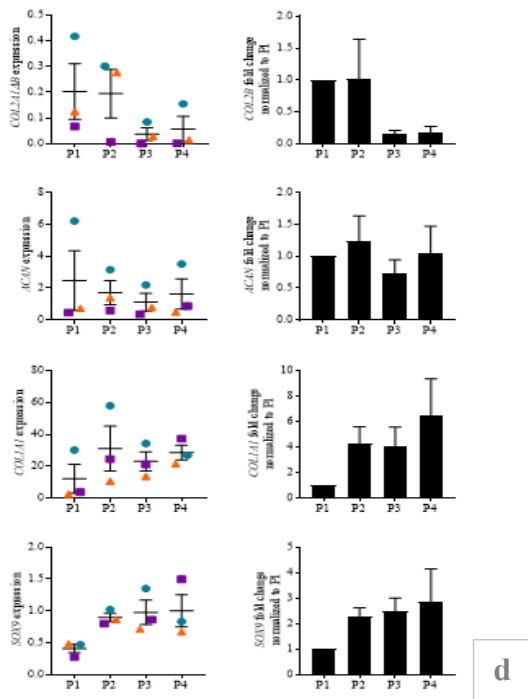 COL2A1AB expression
0.5
0.4
0.3
0.2
0.1
0.0
P1 P2 P3 P4
COL2B fold change
normalized to P1
2.0
1.5
1.0
0.5
0.0
P1 P2 P3 P4
ACAN expression
8
6
4
2
0
P1 P2 P3 P4
ACAN fold change
normalized to P1
2.0
1.5
1.0
0.5
0.0
P1 P2 P3 P4
COL1A1 expression
80
60
40
20
0
P1 P2 P3 P4
COL1A1 fold change
normalized to P1
10
8
6
4
2
0
P1 P2 P3 P4
SOX9 expression
2.0
1.5
1.0
0.5
0.0
P1 P2 P3 P4
SOX9 fold change
normalized to P1
5
4
3
2
1
0
P1 P2 P3 P4
d